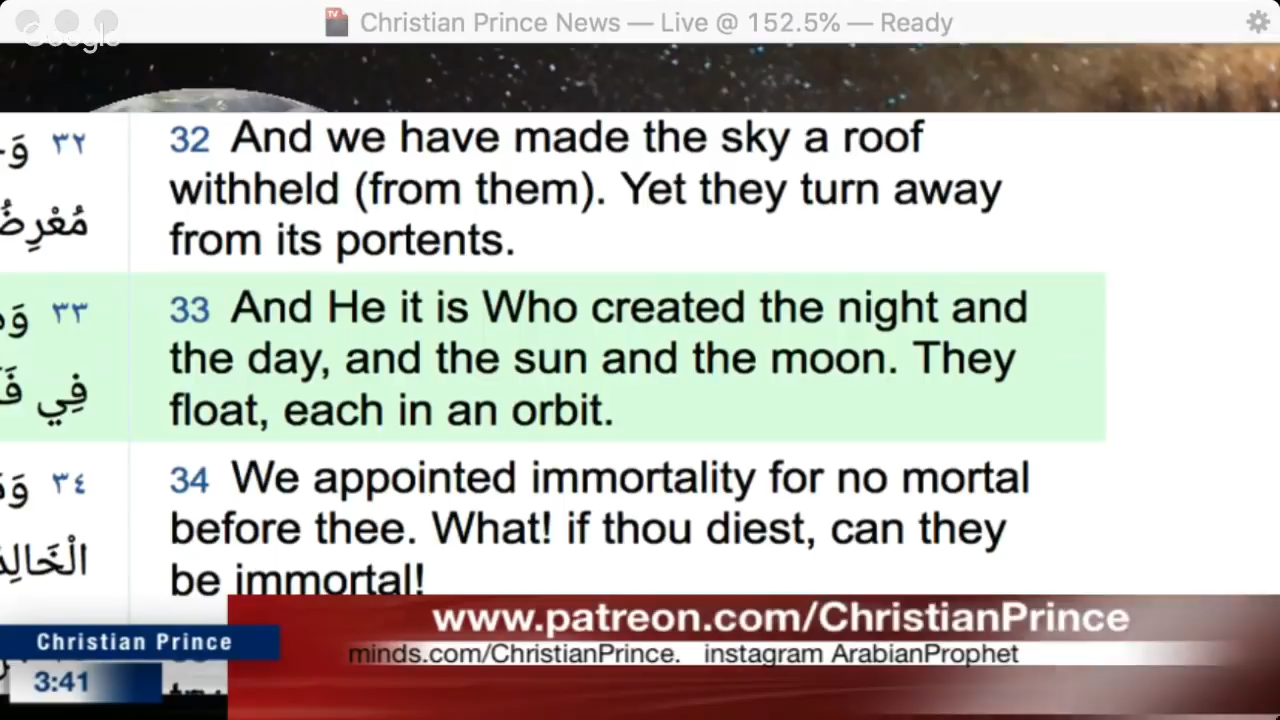 Christian Prince News — Live @ 152.5% — Ready
Google
٣٢
32 And we have made the sky a roof
withheld (from them). Yet they turn away
from its portents.
٣٣
33 And He it is Who created the night and
the day, and the sun and the moon. They
فِي
float, each in an orbit.
٣٤
34 We appointed immortality for no mortal
before thee. What! if thou diest, can they
be immortal!
www.patreon.com/ChristianPrince
Christian Prince
minds.com/ChristianPrince. instagram ArabianProphet
3:41